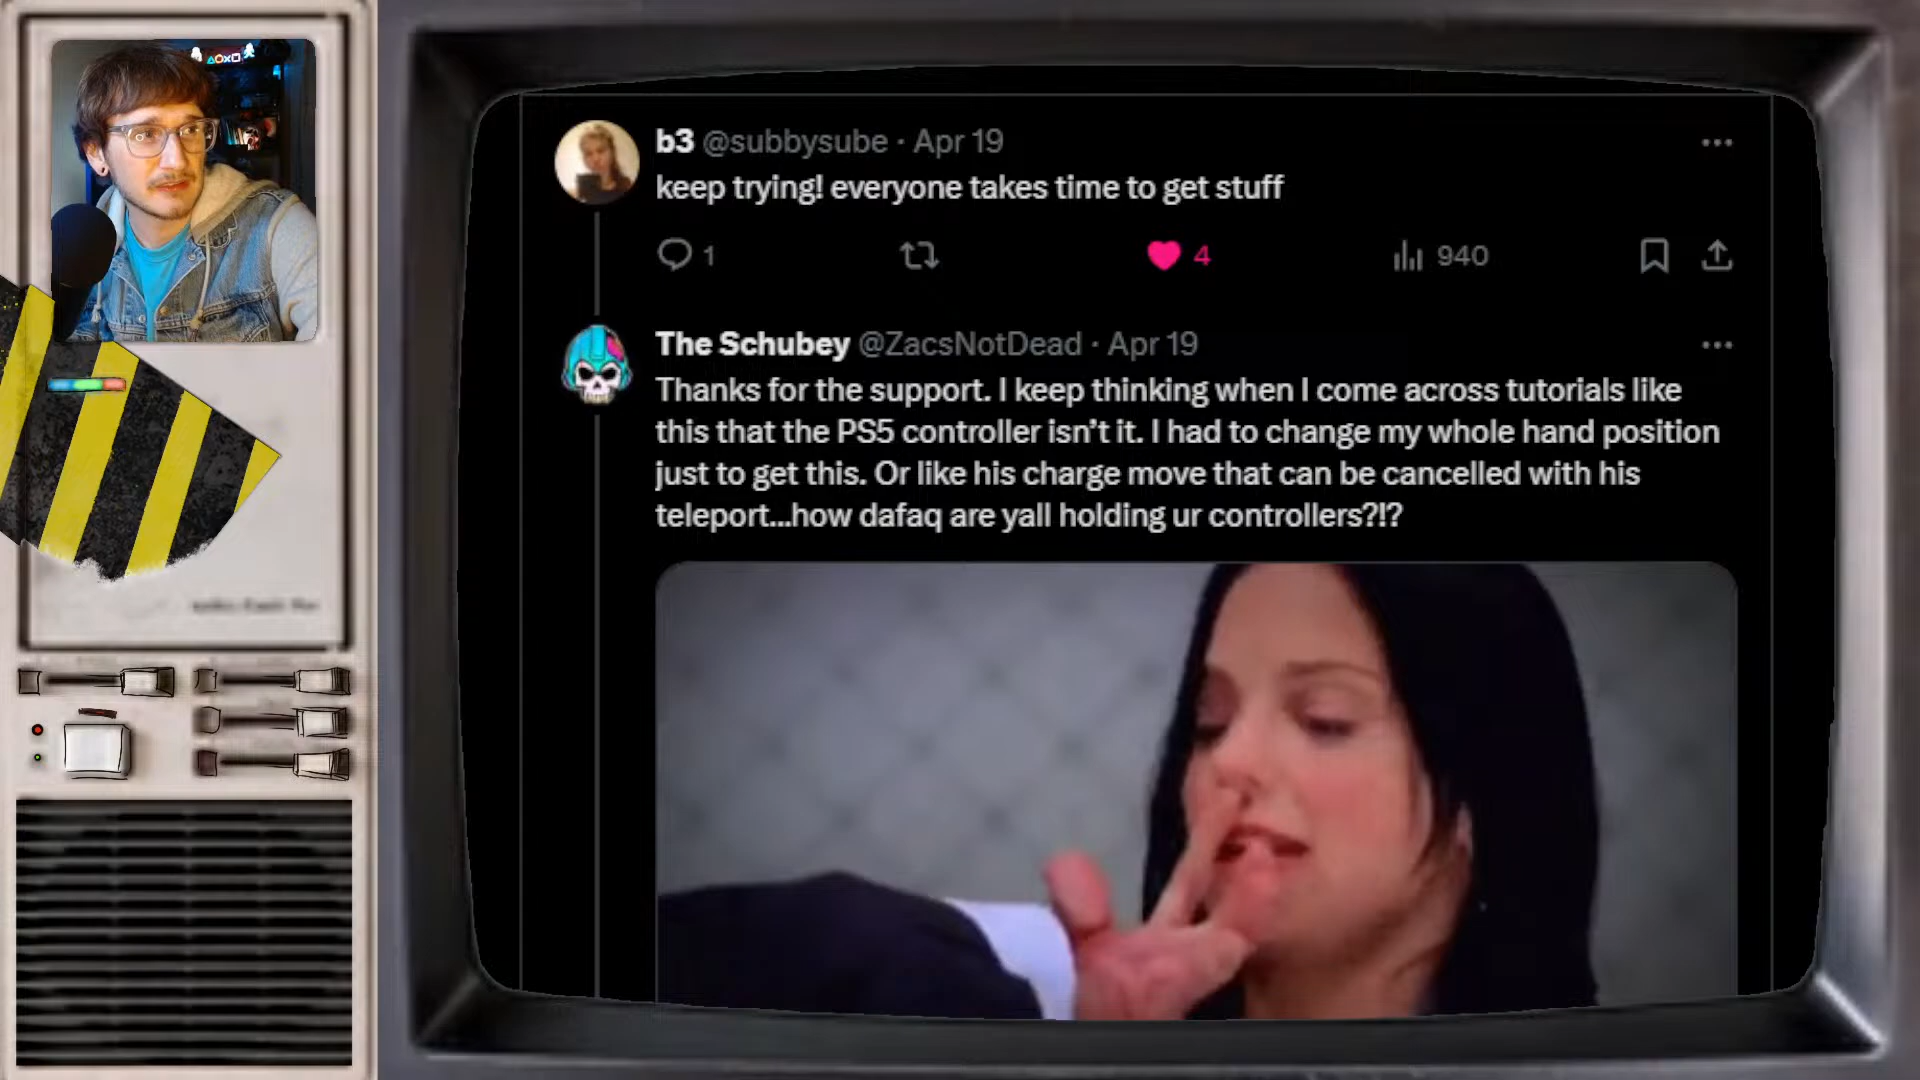 b3 @subbysube · Apr 19
keep trying! everyone takes time to get stuff
1 4 940
The Schubey @ZacsNotDead · Apr 19
Thanks for the support. I keep thinking when I come across tutorials like
this that the PS5 controller isn't it. I had to change my whole hand position
just to get this. Or like his charge move that can be cancelled with his
teleport...how dafaq are yall holding ur controllers?!?